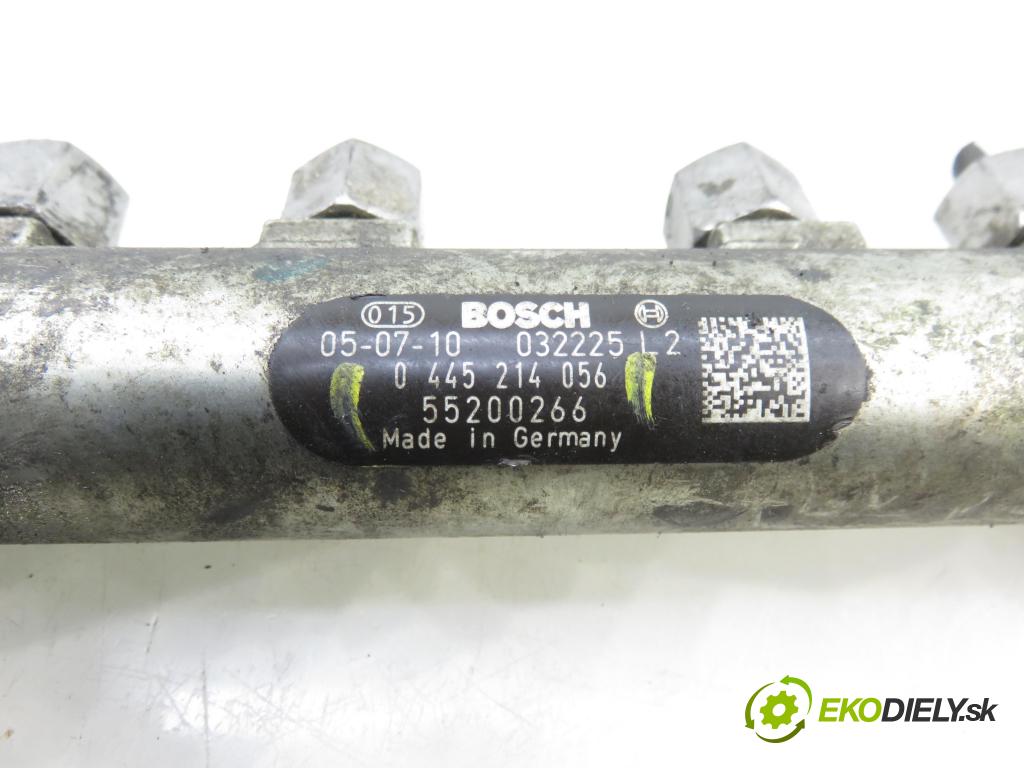 015 BOSCH
05-07-10 032225 L2
0 445 214 056
55200266
Made in Germany
EKODIELY.sk